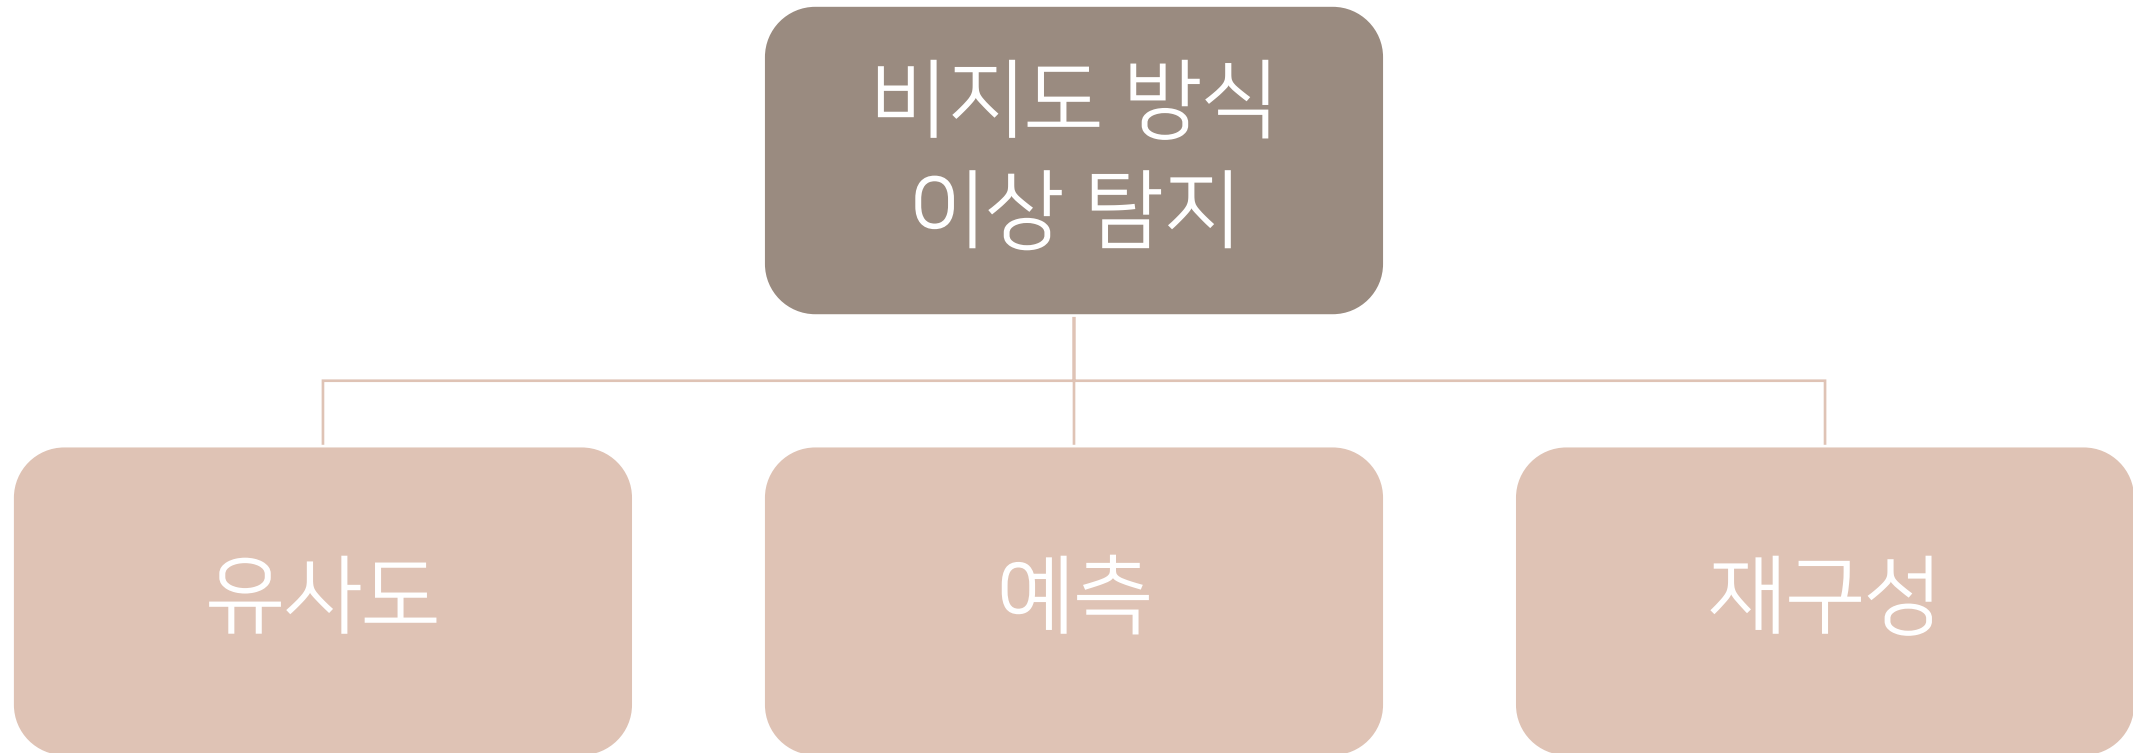 비지도 방식
이상 탐지
유사도
예측
재구성